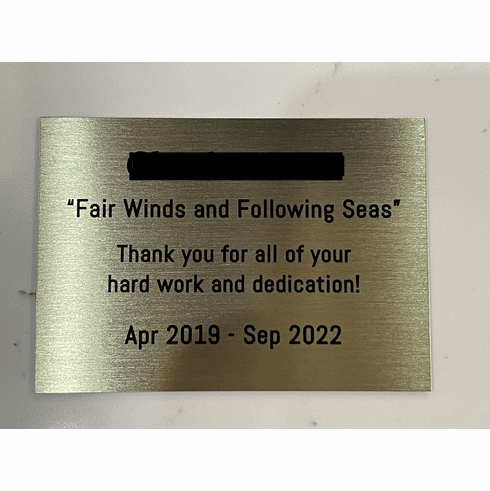 “Fair Winds and Following Seas”
Thank you for all of your
hard work and dedication!
Apr 2019 - Sep 2022